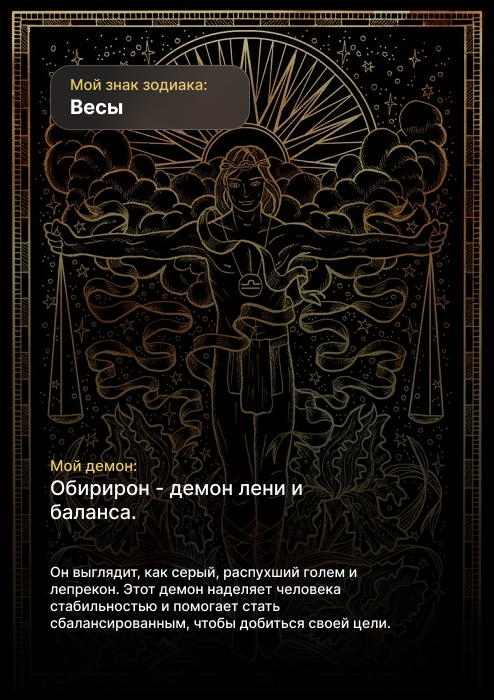 Мой знак зодиака:
Весы
Мой демон:
Обирирон - демон лени и
баланса.
Он выглядит, как серый, распухший голем и
лепрекон. Этот демон наделяет человека
стабильностью и помогает стать
сбалансированным, чтобы добиться своей цели.